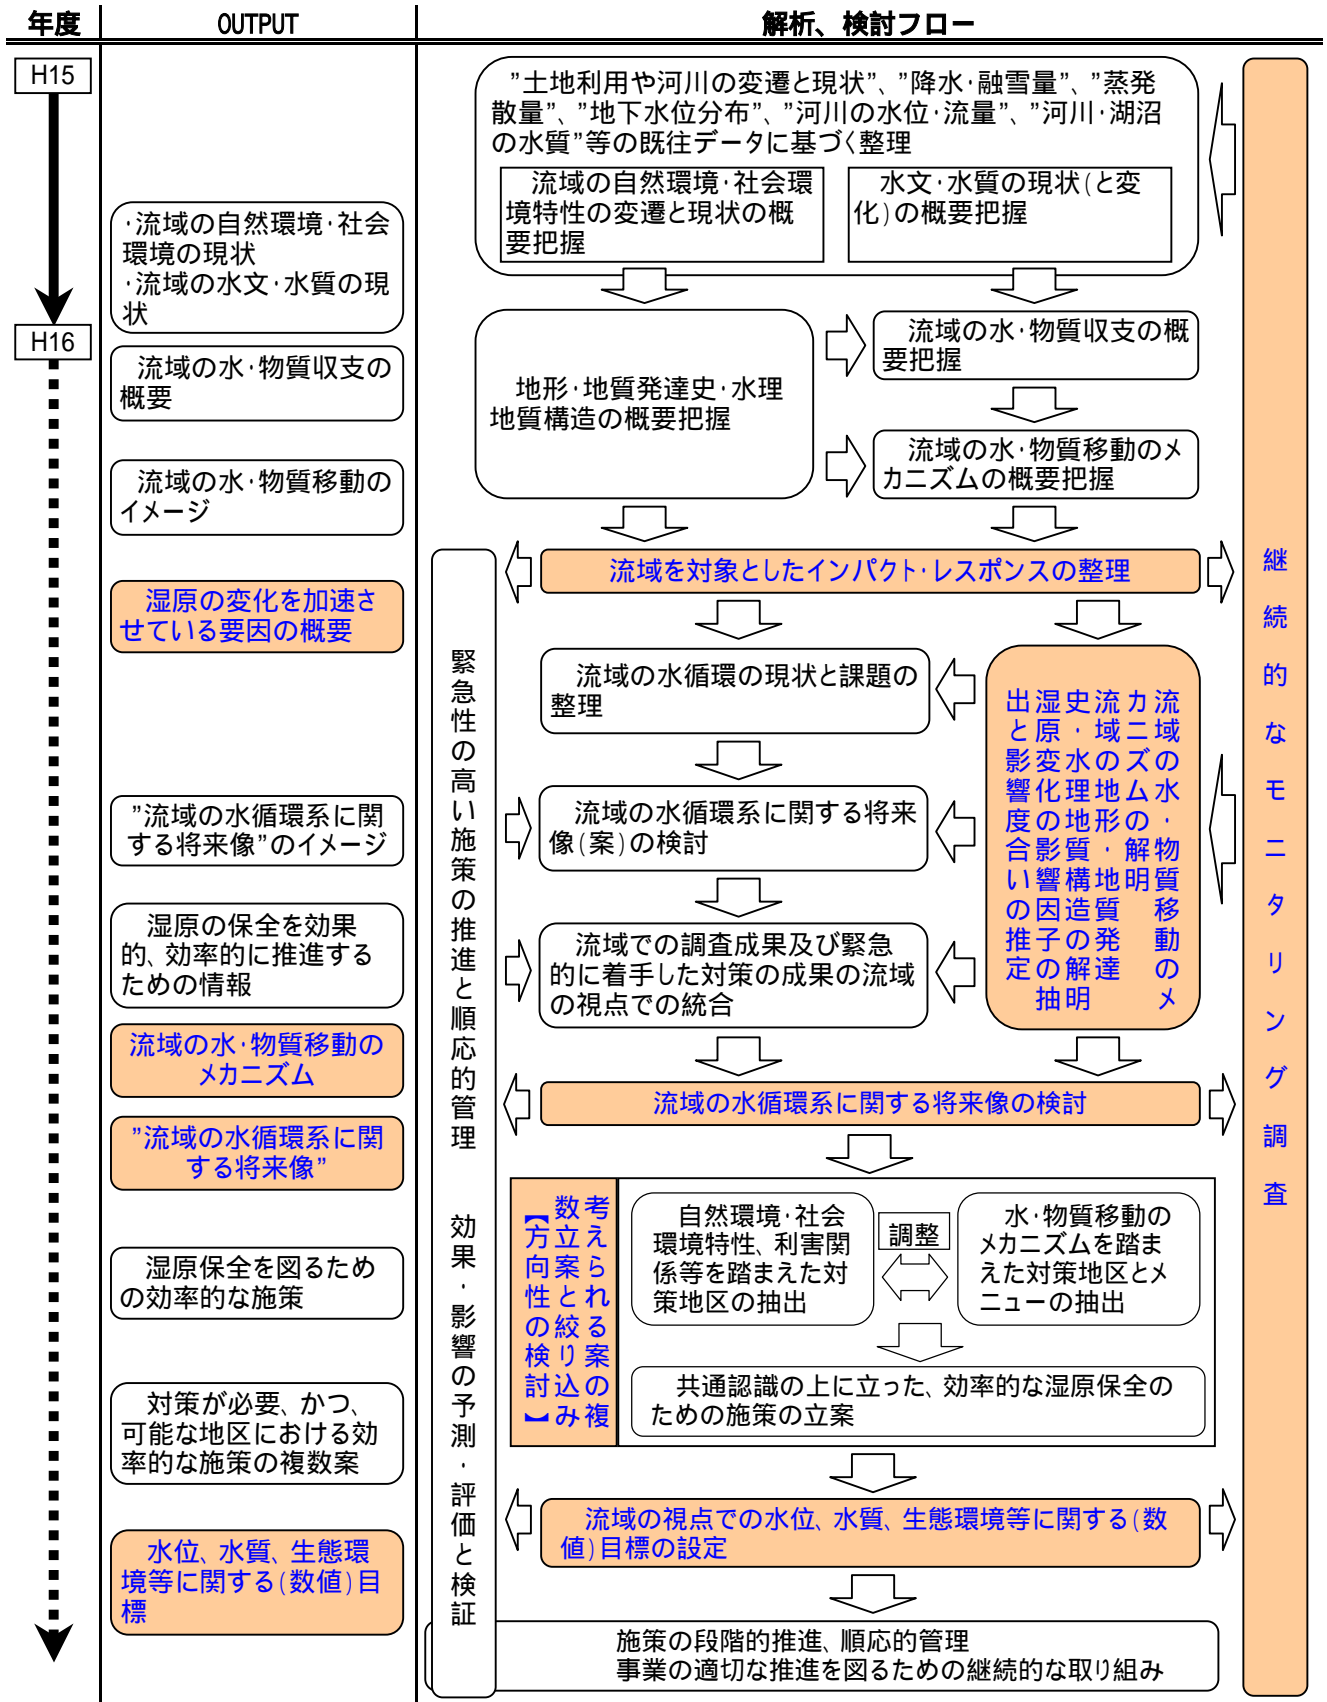 年度
OUTPUT
解析、検討フロー
H15
H16
・流域の自然環境・社会
環境の現状
・流域の水文・水質の現
状
流域の水・物質収支の
概要
流域の水・物質移動の
イメージ
湿原の変化を加速さ
せている要因の概要
”流域の水循環系に関
する将来像”のイメージ
湿原の保全を効果
的、効率的に推進する
ための情報
流域の水・物質移動の
メカニズム
”流域の水循環系に関
する将来像”
湿原保全を図るため
の効率的な施策
対策が必要、かつ、
可能な地区における効
率的な施策の複数案
水位、水質、生態環
境等に関する(数値)目
標
”土地利用や河川の変遷と現状”、”降水・融雪量”、”蒸発
散量”、”地下水位分布”、”河川の水位・流量”、”河川・湖沼
の水質”等の既往データに基づく整理
流域の自然環境・社会環
境特性の変遷と現状の概
要把握
水文・水質の現状(と変
化)の概要把握
地形・地質発達史・水理
地質構造の概要把握
流域の水・物質収支の概
要把握
流域の水・物質移動のメ
カニズムの概要把握
流域を対象としたインパクト・レスポンスの整理
流域の水循環の現状と課題の
整理
流域の水循環系に関する将来
像(案)の検討
流域での調査成果及び緊急
的に着手した対策の成果の流域
の視点での統合
流域の水・物質移動のメ
カニズムの解明
流域の地形・地質発達
史・水理地質構造の解明
湿原変化の影響因子の抽
出と影響度合いの推定
流域の水循環系に関する将来像の検討
考えられる案の複
数立案と絞り込み
【方向性の検討】
自然環境・社会
環境特性、利害関
係等を踏まえた対
策地区の抽出
調整
水・物質移動の
メカニズムを踏ま
えた対策地区とメ
ニューの抽出
共通認識の上に立った、効率的な湿原保全の
ための施策の立案
流域の視点での水位、水質、生態環境等に関する(数
値)目標の設定
施策の段階的推進、順応的管理
事業の適切な推進を図るための継続的な取り組み
緊急性の高い施策の推進と順応的管理　効果・影響の予測・評価と検証
継続的なモニタリング調査